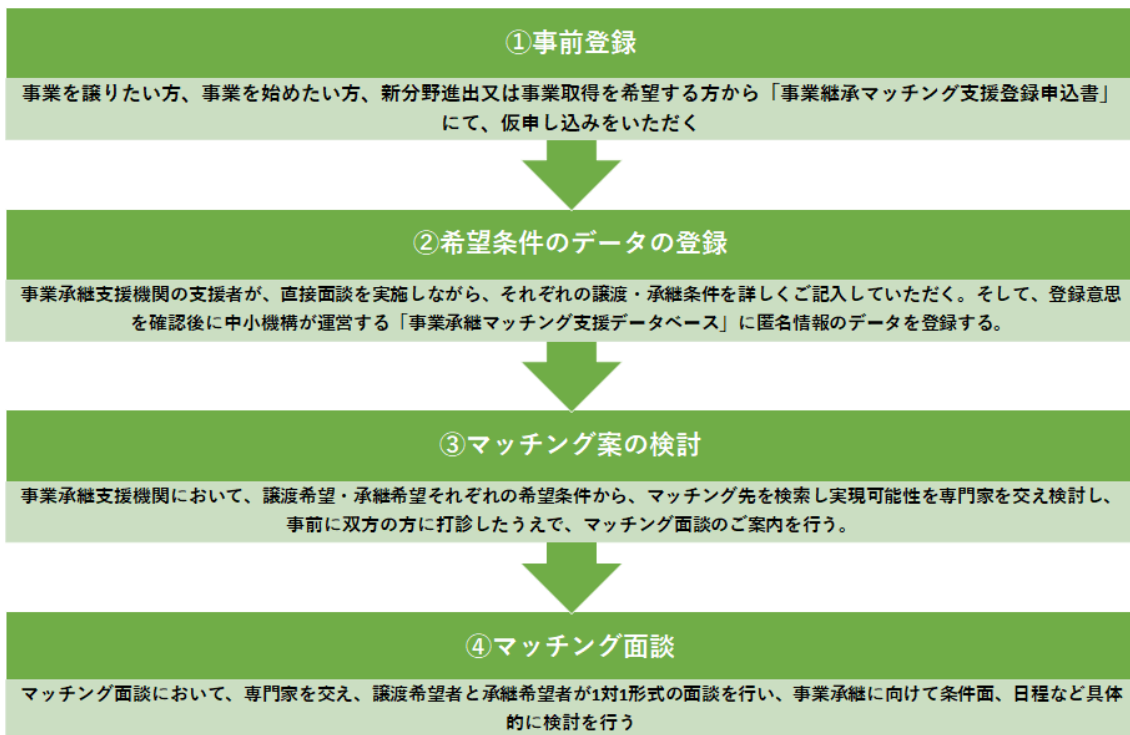 ①事前登録
事業を譲りたい方、事業を始めたい方、新分野進出又は事業取得を希望する方から「事業継承マッチング支援登録申込書」
にて、仮申し込みをいただく
②希望条件のデータの登録
事業承継支援機関の支援者が、直接面談を実施しながら、それぞれの譲渡・承継条件を詳しくご記入していただく。そして、登録意思
を確認後に中小機構が運営する「事業承継マッチング支援データベース」に匿名情報のデータを登録する。
③マッチング案の検討
事業承継支援機関において、譲渡希望・承継希望それぞれの希望条件から、マッチング先を検索し実現可能性を専門家を交え検討し、
事前に双方の方に打診したうえで、マッチング面談のご案内を行う。
④マッチング面談
マッチング面談において、専門家を交え、譲渡希望者と承継希望者が1対1形式の面談を行い、事業承継に向けて条件面、日程など具体
的に検討を行う